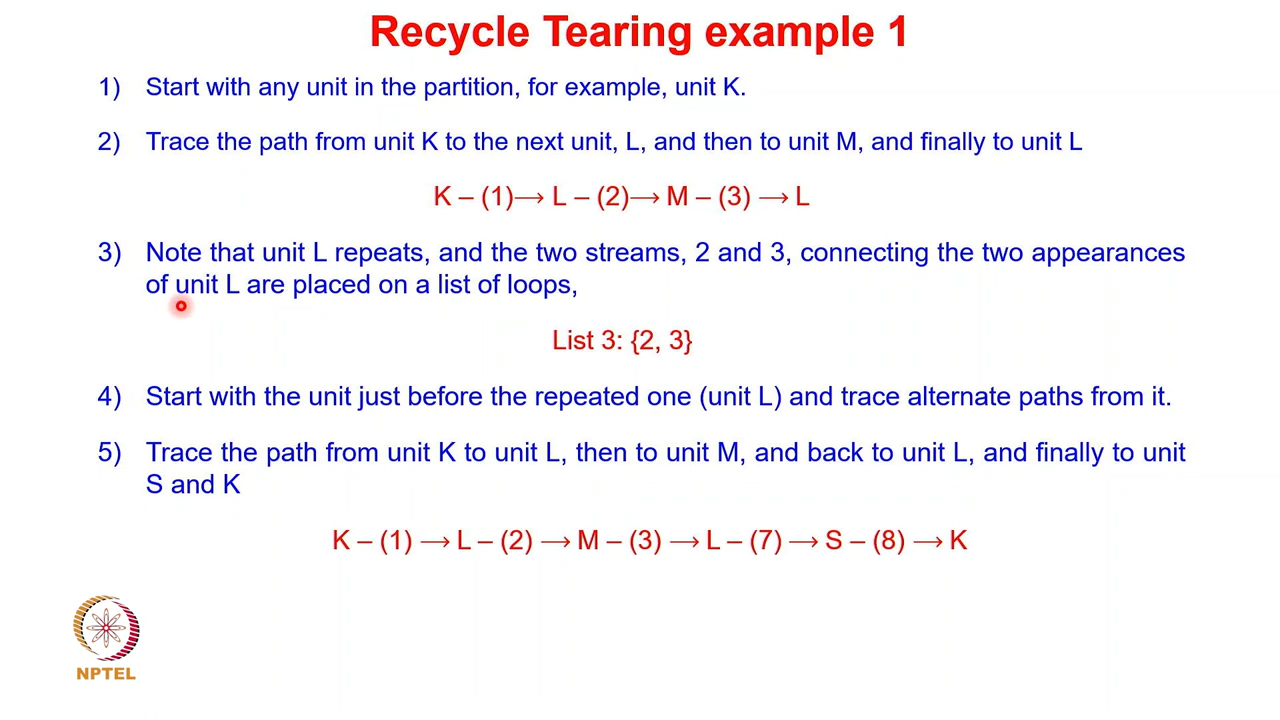 Recycle Tearing example 1
1) Start with any unit in the partition, for example, unit K.
2) Trace the path from unit K to the next unit, L, and then to unit M, and finally to unit L
K – (1)⟶ L – (2)⟶ M – (3) ⟶ L
3) Note that unit L repeats, and the two streams, 2 and 3, connecting the two appearances
of unit L are placed on a list of loops,
List 3: {2, 3}
4) Start with the unit just before the repeated one (unit L) and trace alternate paths from it.
5) Trace the path from unit K to unit L, then to unit M, and back to unit L, and finally to unit
S and K
K – (1) ⟶ L – (2) ⟶ M – (3) ⟶ L – (7) ⟶ S – (8) ⟶ K
NPTEL